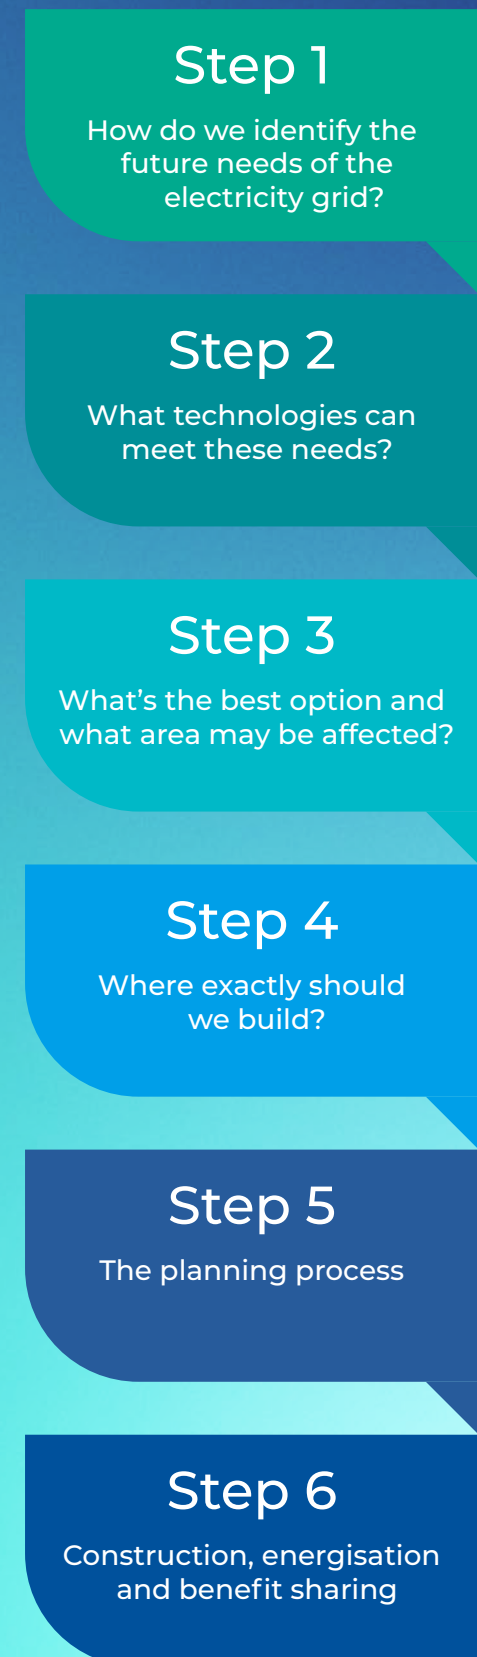 Step 1
How do we identify the
future needs of the
electricity grid?
Step 2
What technologies can
meet these needs?
Step 3
What’s the best option and
what area may be affected?
Step 4
Where exactly should
we build?
Step 5
The planning process
Step 6
Construction, energisation
and benefit sharing